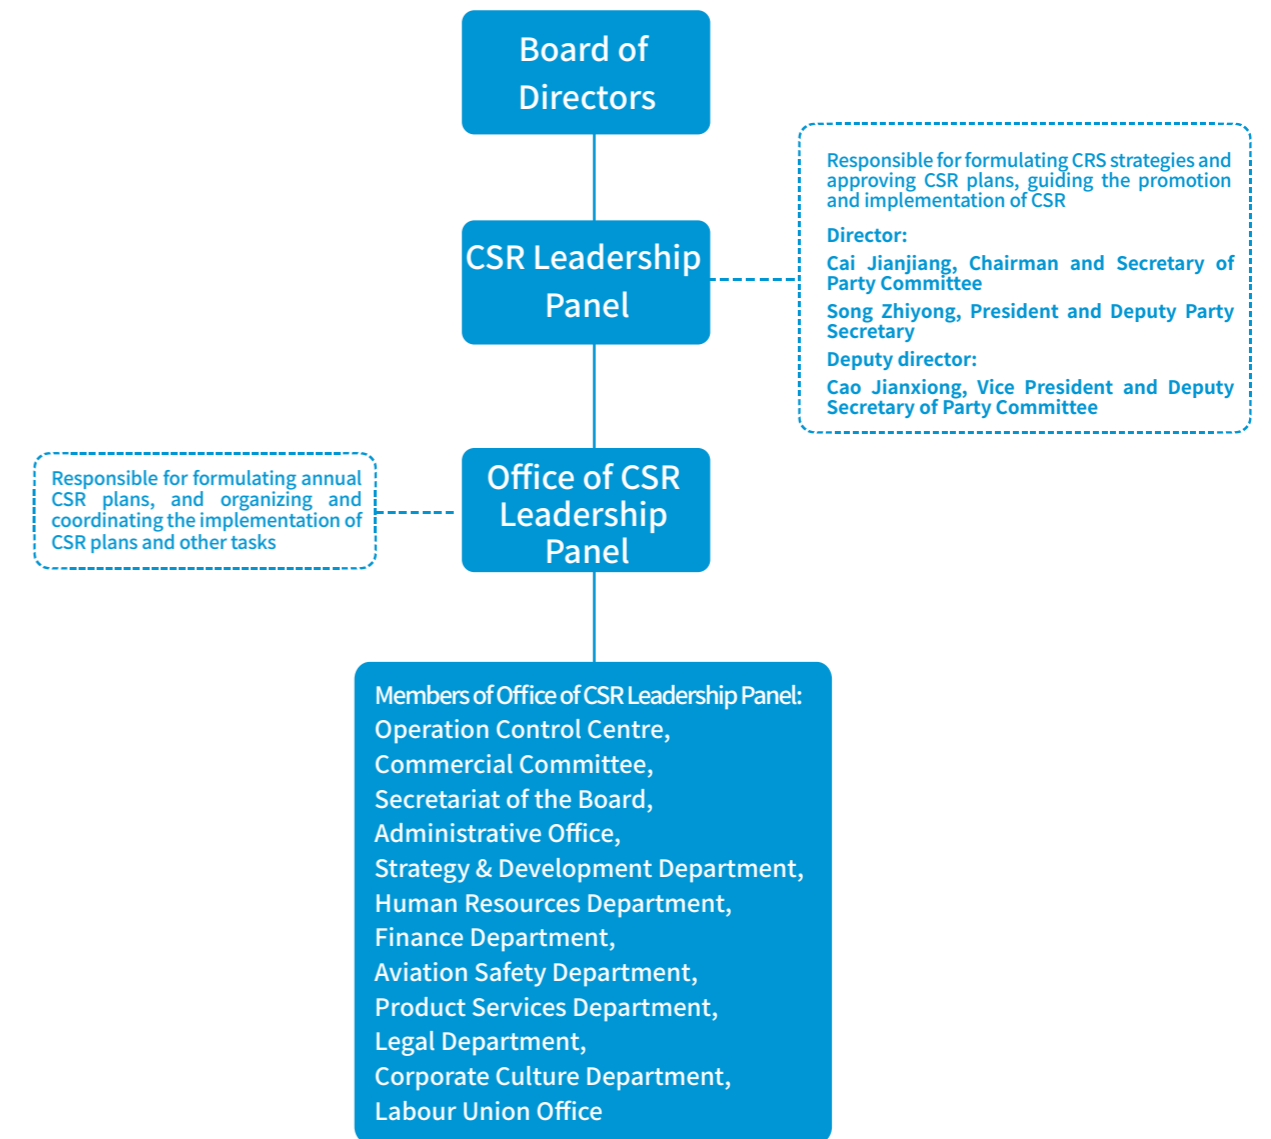 Board of
Directors
Responsible for formulating CRS strategies and
approving CSR plans, guiding the promotion
and implementation of CSR
Director:
Cai Jianjiang, Chairman and Secretary of
Party Committee
Song Zhiyong, President and Deputy Party
Secretary
Deputy director:
Cao Jianxiong, Vice President and Deputy
Secretary of Party Committee
CSR Leadership
Panel
Responsible for formulating annual
CSR plans, and organizing and
coordinating the implementation of
CSR plans and other tasks
Office of CSR
Leadership
Panel
Members of Office of CSR Leadership Panel:
Operation Control Centre,
Commercial Committee,
Secretariat of the Board,
Administrative Office,
Strategy & Development Department,
Human Resources Department,
Finance Department,
Aviation Safety Department,
Product Services Department,
Legal Department,
Corporate Culture Department,
Labour Union Office